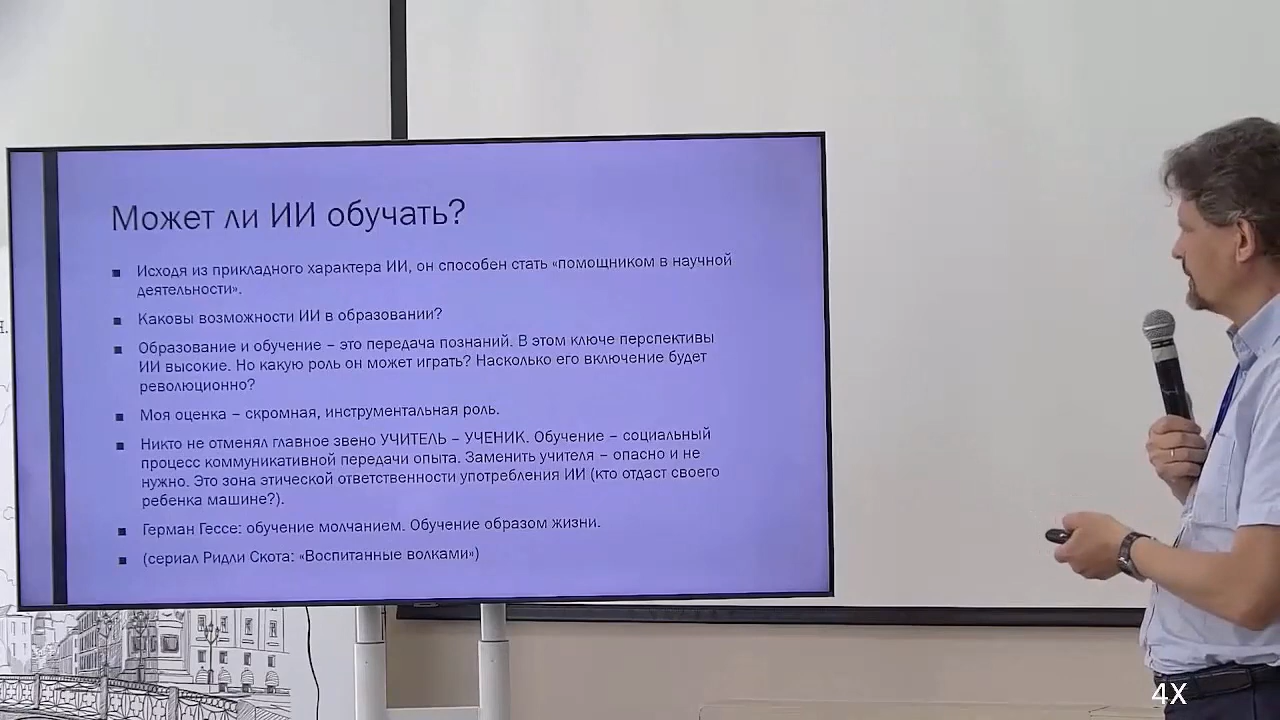 Может ли ИИ обучать?
Исходя из прикладного характера ИИ, он способен стать «помощником в научной
деятельности».
Каковы возможности ИИ в образовании?
Образование и обучение – это передача познаний. В этом ключе перспективы
ИИ высокие. Но какую роль он может играть? Насколько его включение будет
революционно?
Моя оценка – скромная, инструментальная роль.
Никто не отменял главное звено УЧИТЕЛЬ – УЧЕНИК. Обучение – социальный
процесс коммуникативной передачи опыта. Заменить учителя – опасно и не
нужно. Это зона этической ответственности употребления ИИ (кто отдаст своего
ребенка машине?).
Герман Гессе: обучение молчанием. Обучение образом жизни.
(сериал Ридли Скота: «Воспитанные волками»)
4X